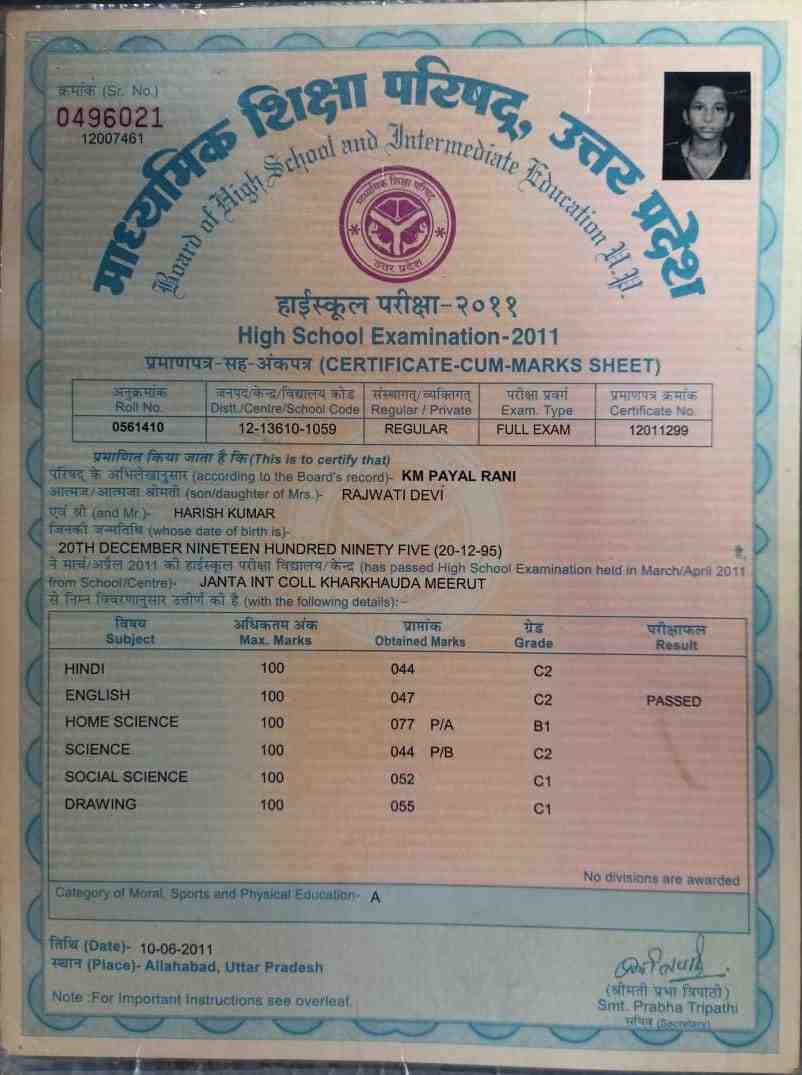 क्रमांक (Sr. No.)
0496021
12007461
माध्यमिक शिक्षा परिषद्, उत्तर प्रदेश
Board of High School and Intermediate Education U.P.
माध्यमिक शिक्षा परिषद्
उत्तर प्रदेश
हाईस्कूल परीक्षा-२०११
High School Examination-2011
प्रमाणपत्र-सह-अंकपत्र (CERTIFICATE-CUM-MARKS SHEET)
अनुक्रमांक जनपद/केन्द्र/विद्यालय कोड संस्थागत/व्यक्तिगत परीक्षा प्रवर्ग प्रमाणपत्र क्रमांक
Roll No. Distt./Centre/School Code Regular / Private Exam. Type Certificate No.
0561410 12-13610-1059 REGULAR FULL EXAM 12011299
प्रमाणित किया जाता है कि (This is to certify that)
परिषद् के अभिलेखानुसार (according to the Board's record)- KM PAYAL RANI
आत्मज/आत्मजा श्रीमती (son/daughter of Mrs.)- RAJWATI DEVI
एवं श्री (and Mr.)- HARISH KUMAR
जिनकी जन्मतिथि (whose date of birth is)-
20TH DECEMBER NINETEEN HUNDRED NINETY FIVE (20-12-95) है,
ने मार्च/अप्रैल 2011 की हाईस्कूल परीक्षा विद्यालय/केन्द्र (has passed High School Examination held in March/April 2011
from School/Centre)- JANTA INT COLL KHARKHAUDA MEERUT
से निम्न विवरणानुसार उत्तीर्ण की है (with the following details):-
विषय अधिकतम अंक प्राप्तांक ग्रेड परीक्षाफल
Subject Max. Marks Obtained Marks Grade Result
HINDI 100 044 C2
ENGLISH 100 047 C2 PASSED
HOME SCIENCE 100 077 P/A B1
SCIENCE 100 044 P/B C2
SOCIAL SCIENCE 100 052 C1
DRAWING 100 055 C1
No divisions are awarded
Category of Moral, Sports and Physical Education- A
तिथि (Date)- 10-06-2011
स्थान (Place)- Allahabad, Uttar Pradesh
(श्रीमती प्रभा त्रिपाठी)
Smt. Prabha Tripathi
सचिव (Secretary)
Note :For Important Instructions see overleaf.